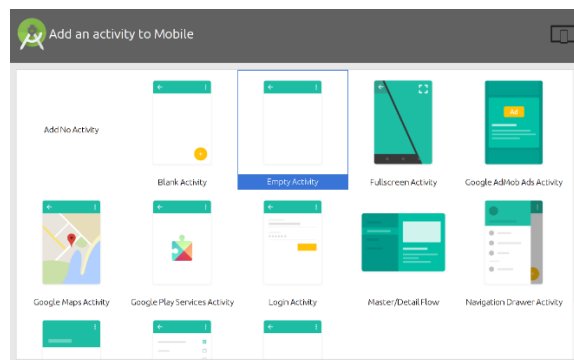 Add an activity to Mobile
Add No Activity
Blank Activity
Empty Activity
Fullscreen Activity
Ad
Google AdMob Ads Activity
Google Maps Activity
Google Play Services Activity
Login Activity
Master/Detail Flow
Navigation Drawer Activity